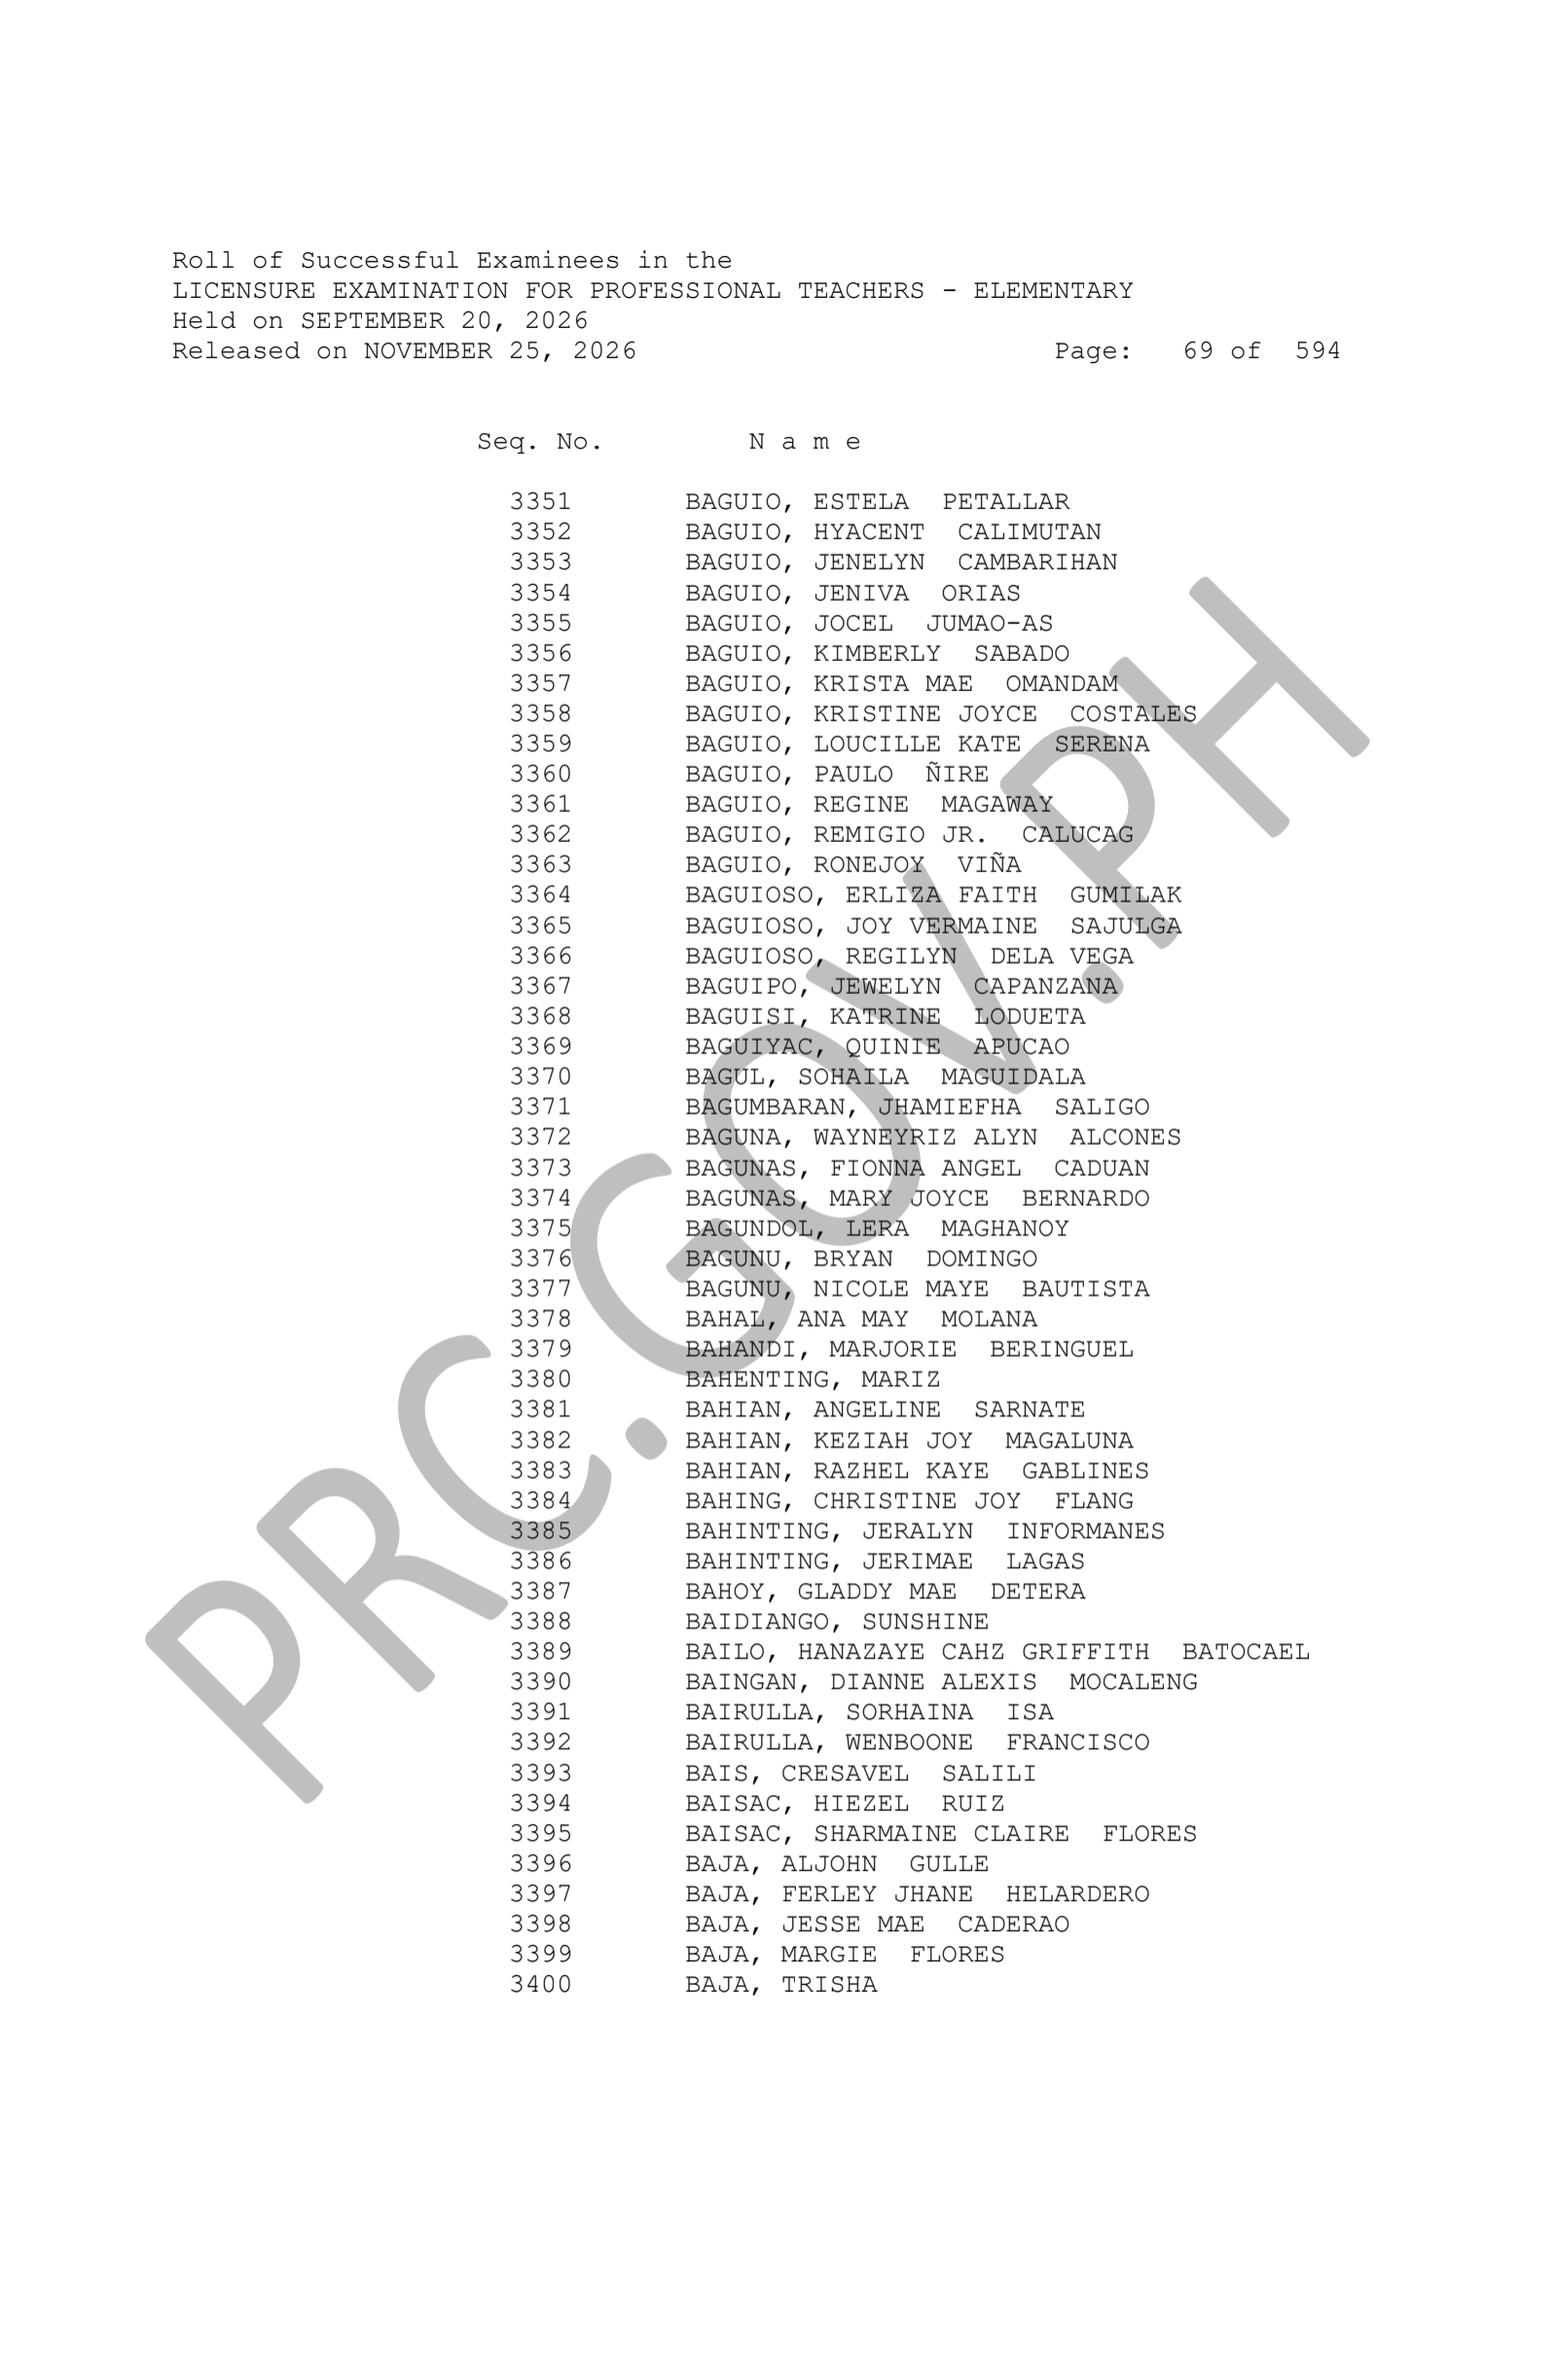 Roll of Successful Examinees in the
LICENSURE EXAMINATION FOR PROFESSIONAL TEACHERS - ELEMENTARY
Held on SEPTEMBER 20, 2026
Released on NOVEMBER 25, 2026 Page: 69 of 594
Seq. No. N a m e
3351 BAGUIO, ESTELA PETALLAR
3352 BAGUIO, HYACENT CALIMUTAN
3353 BAGUIO, JENELYN CAMBARIHAN
3354 BAGUIO, JENIVA ORIAS
3355 BAGUIO, JOCEL JUMAO-AS
3356 BAGUIO, KIMBERLY SABADO
3357 BAGUIO, KRISTA MAE OMANDAM
3358 BAGUIO, KRISTINE JOYCE COSTALES
3359 BAGUIO, LOUCILLE KATE SERENA
3360 BAGUIO, PAULO ÑIRE
3361 BAGUIO, REGINE MAGAWAY
3362 BAGUIO, REMIGIO JR. CALUCAG
3363 BAGUIO, RONEJOY VIÑA
3364 BAGUIOSO, ERLIZA FAITH GUMILAK
3365 BAGUIOSO, JOY VERMAINE SAJULGA
3366 BAGUIOSO, REGILYN DELA VEGA
3367 BAGUIPO, JEWELYN CAPANZANA
3368 BAGUISI, KATRINE LODUETA
3369 BAGUIYAC, QUINIE APUCAO
3370 BAGUL, SOHAILA MAGUIDALA
3371 BAGUMBARAN, JHAMIEFHA SALIGO
3372 BAGUNA, WAYNEYRIZ ALYN ALCONES
3373 BAGUNAS, FIONNA ANGEL CADUAN
3374 BAGUNAS, MARY JOYCE BERNARDO
3375 BAGUNDOL, LERA MAGHANOY
3376 BAGUNU, BRYAN DOMINGO
3377 BAGUNU, NICOLE MAYE BAUTISTA
3378 BAHAL, ANA MAY MOLANA
3379 BAHANDI, MARJORIE BERINGUEL
3380 BAHENTING, MARIZ
3381 BAHIAN, ANGELINE SARNATE
3382 BAHIAN, KEZIAH JOY MAGALUNA
3383 BAHIAN, RAZHEL KAYE GABLINES
3384 BAHING, CHRISTINE JOY FLANG
3385 BAHINTING, JERALYN INFORMANES
3386 BAHINTING, JERIMAE LAGAS
3387 BAHOY, GLADDY MAE DETERA
3388 BAIDIANGO, SUNSHINE
3389 BAILO, HANAZAYE CAHZ GRIFFITH BATOCAEL
3390 BAINGAN, DIANNE ALEXIS MOCALENG
3391 BAIRULLA, SORHAINA ISA
3392 BAIRULLA, WENBOONE FRANCISCO
3393 BAIS, CRESAVEL SALILI
3394 BAISAC, HIEZEL RUIZ
3395 BAISAC, SHARMAINE CLAIRE FLORES
3396 BAJA, ALJOHN GULLE
3397 BAJA, FERLEY JHANE HELARDERO
3398 BAJA, JESSE MAE CADERAO
3399 BAJA, MARGIE FLORES
3400 BAJA, TRISHA
PRC.GOV.PH